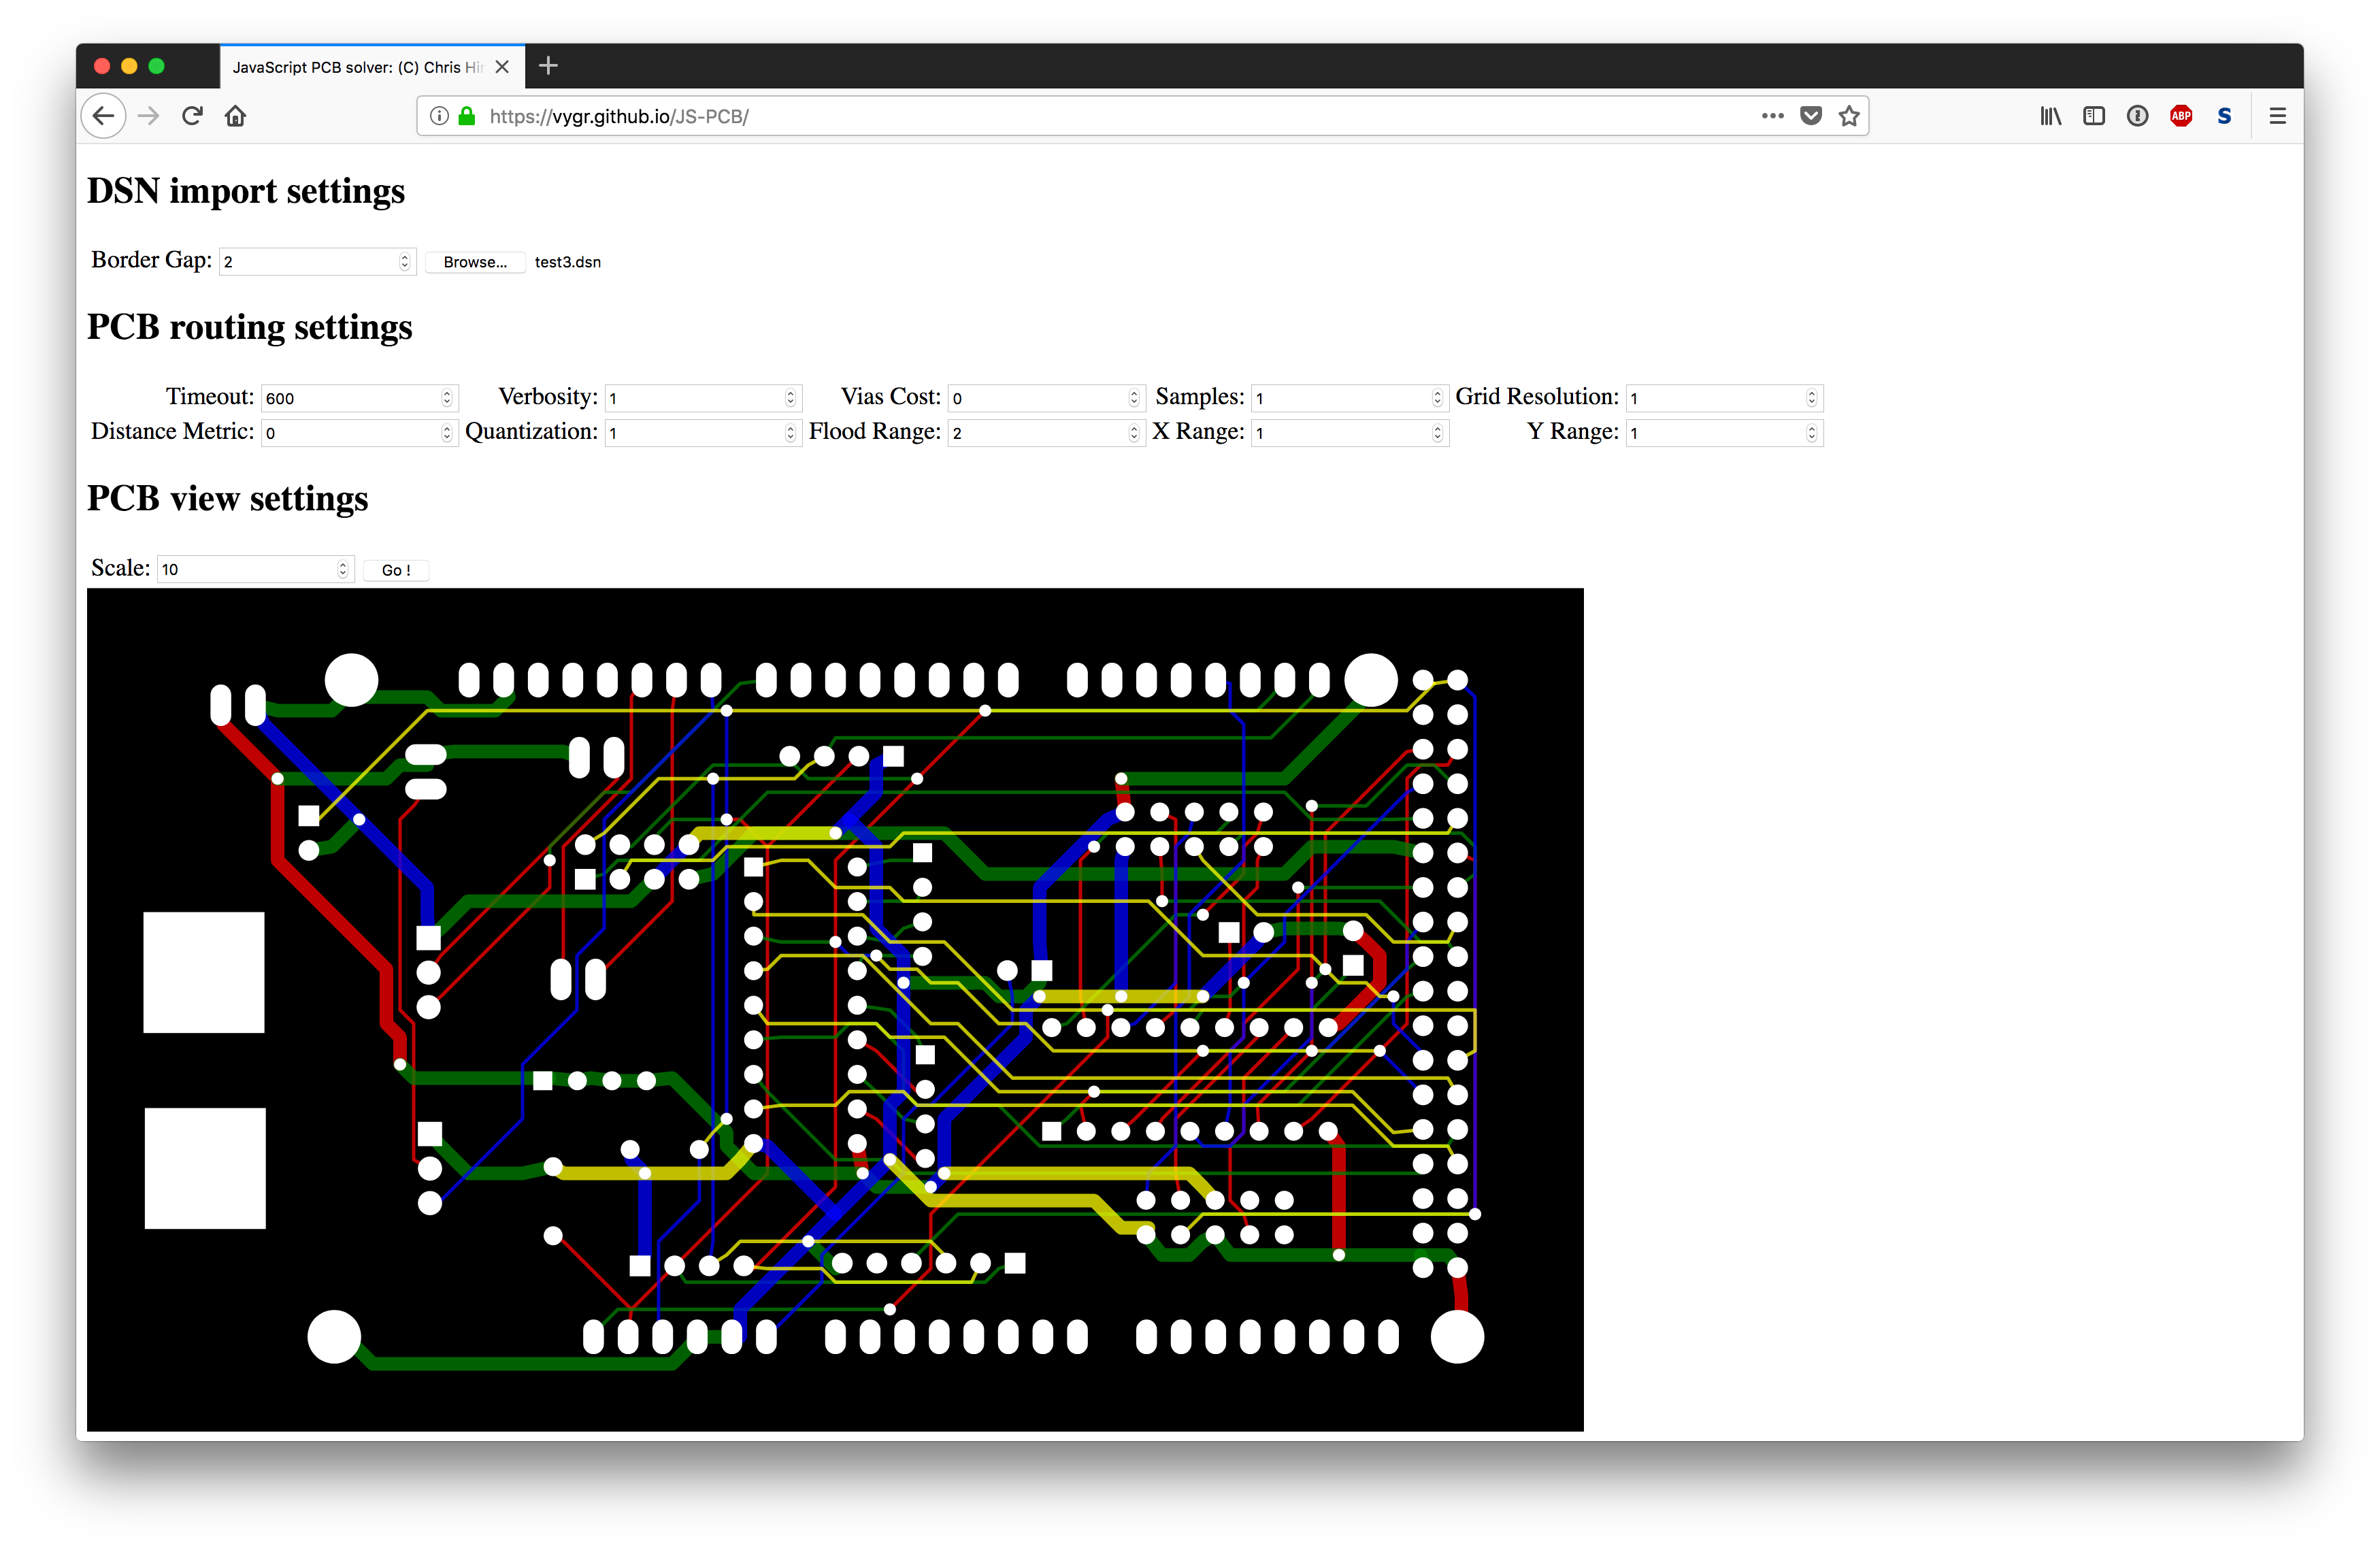 JavaScript PCB solver: (C) Chris Hin
https://vygr.github.io/JS-PCB/
ABP
S
DSN import settings
Border Gap: 2 Browse... test3.dsn
PCB routing settings
Timeout: 600 Verbosity: 1 Vias Cost: 0 Samples: 1 Grid Resolution: 1
Distance Metric: 0 Quantization: 1 Flood Range: 2 X Range: 1 Y Range: 1
PCB view settings
Scale: 10 Go !